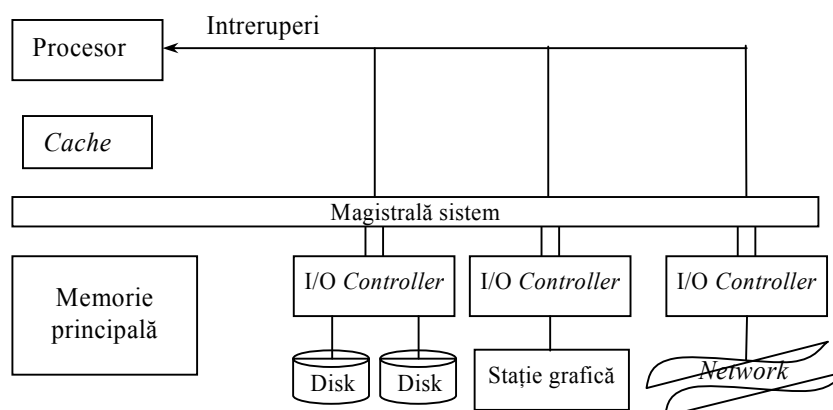 Intreruperi
Procesor
Cache
Magistrală sistem
Memorie
principală
I/O Controller
I/O Controller
I/O Controller
Disk
Disk
Stație grafică
Network